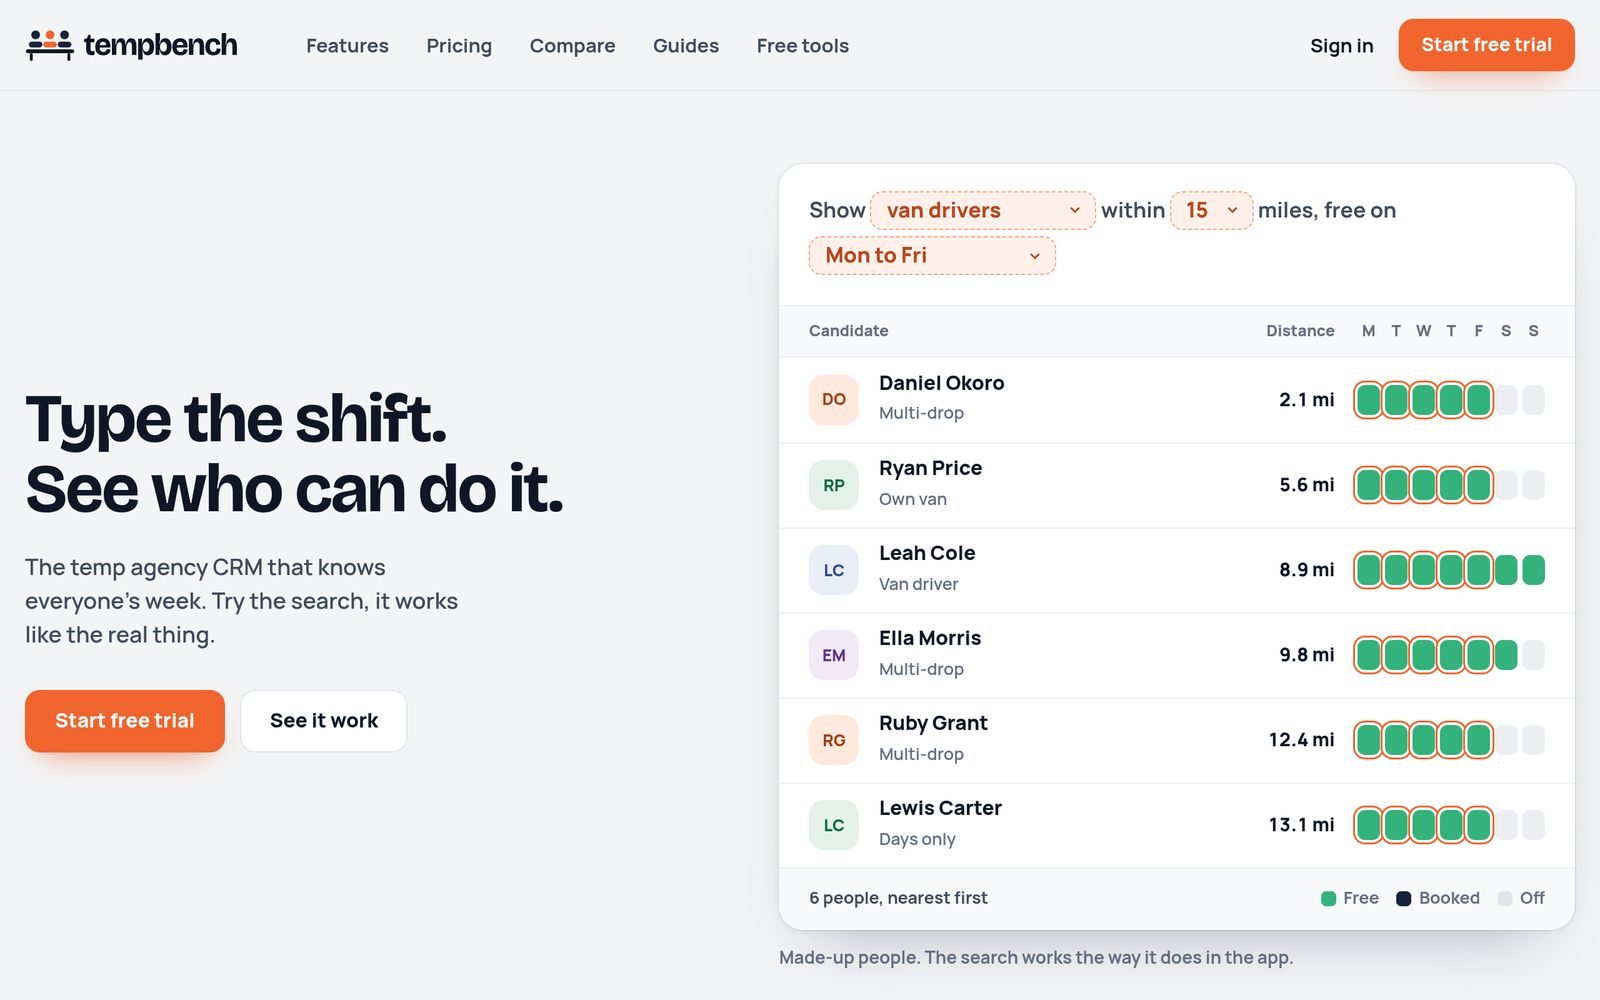 tempbench
Features
Pricing
Compare
Guides
Free tools
Sign in
Start free trial
Type the shift.
See who can do it.
The temp agency CRM that knows
everyone's week. Try the search, it works
like the real thing.
Start free trial
See it work
Show van drivers within 15 miles, free on
Mon to Fri
Candidate Distance M T W T F S S
DO Daniel Okoro 2.1 mi
Multi-drop
RP Ryan Price 5.6 mi
Own van
LC Leah Cole 8.9 mi
Van driver
EM Ella Morris 9.8 mi
Multi-drop
RG Ruby Grant 12.4 mi
Multi-drop
LC Lewis Carter 13.1 mi
Days only
6 people, nearest first Free Booked Off
Made-up people. The search works the way it does in the app.